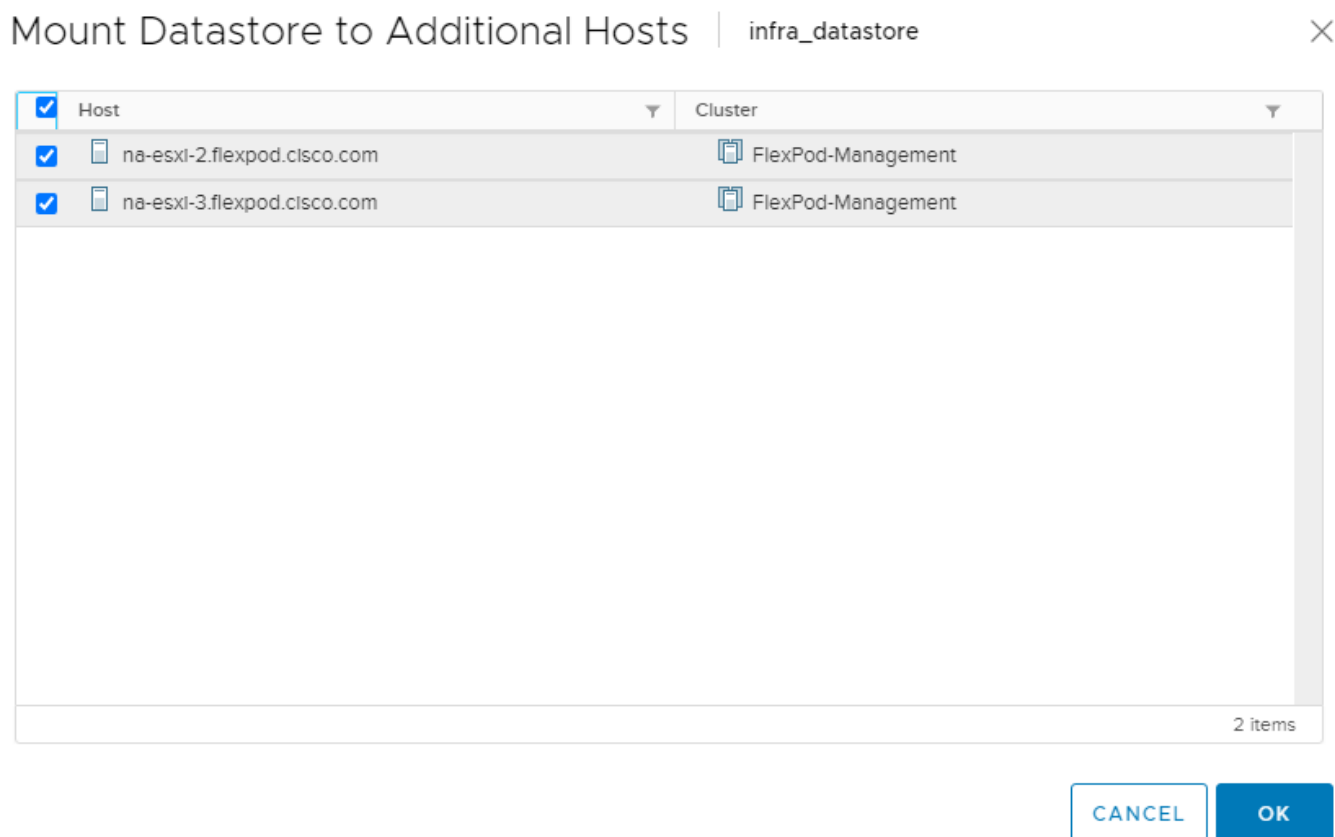 Mount Datastore to Additional Hosts infra_datastore
Host Cluster
na-esxi-2.flexpod.cisco.com FlexPod-Management
na-esxi-3.flexpod.cisco.com FlexPod-Management
2 items
CANCEL OK